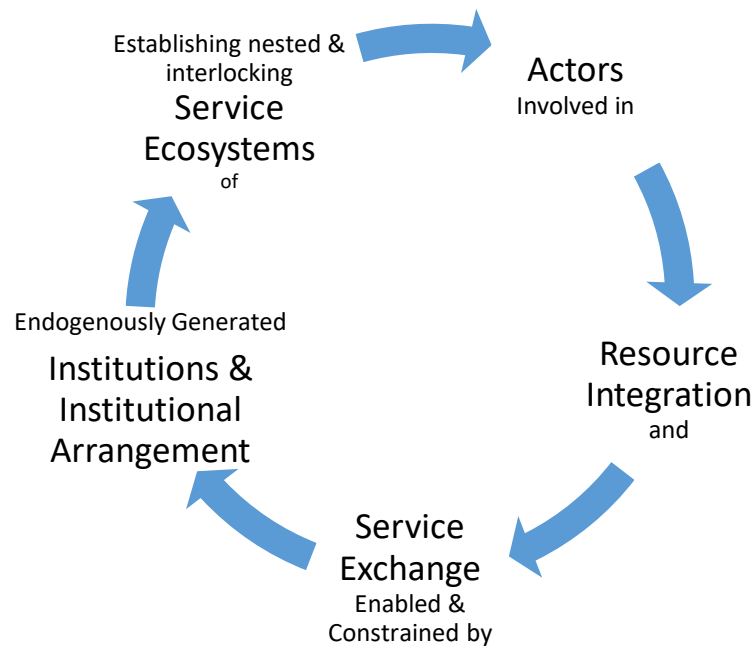 Actors
Involved in
Resource
Integration
and
Service
Exchange
Enabled &
Constrained by
Endogenously Generated
Institutions &
Institutional
Arrangement
Establishing nested &
interlocking
Service
Ecosystems
of